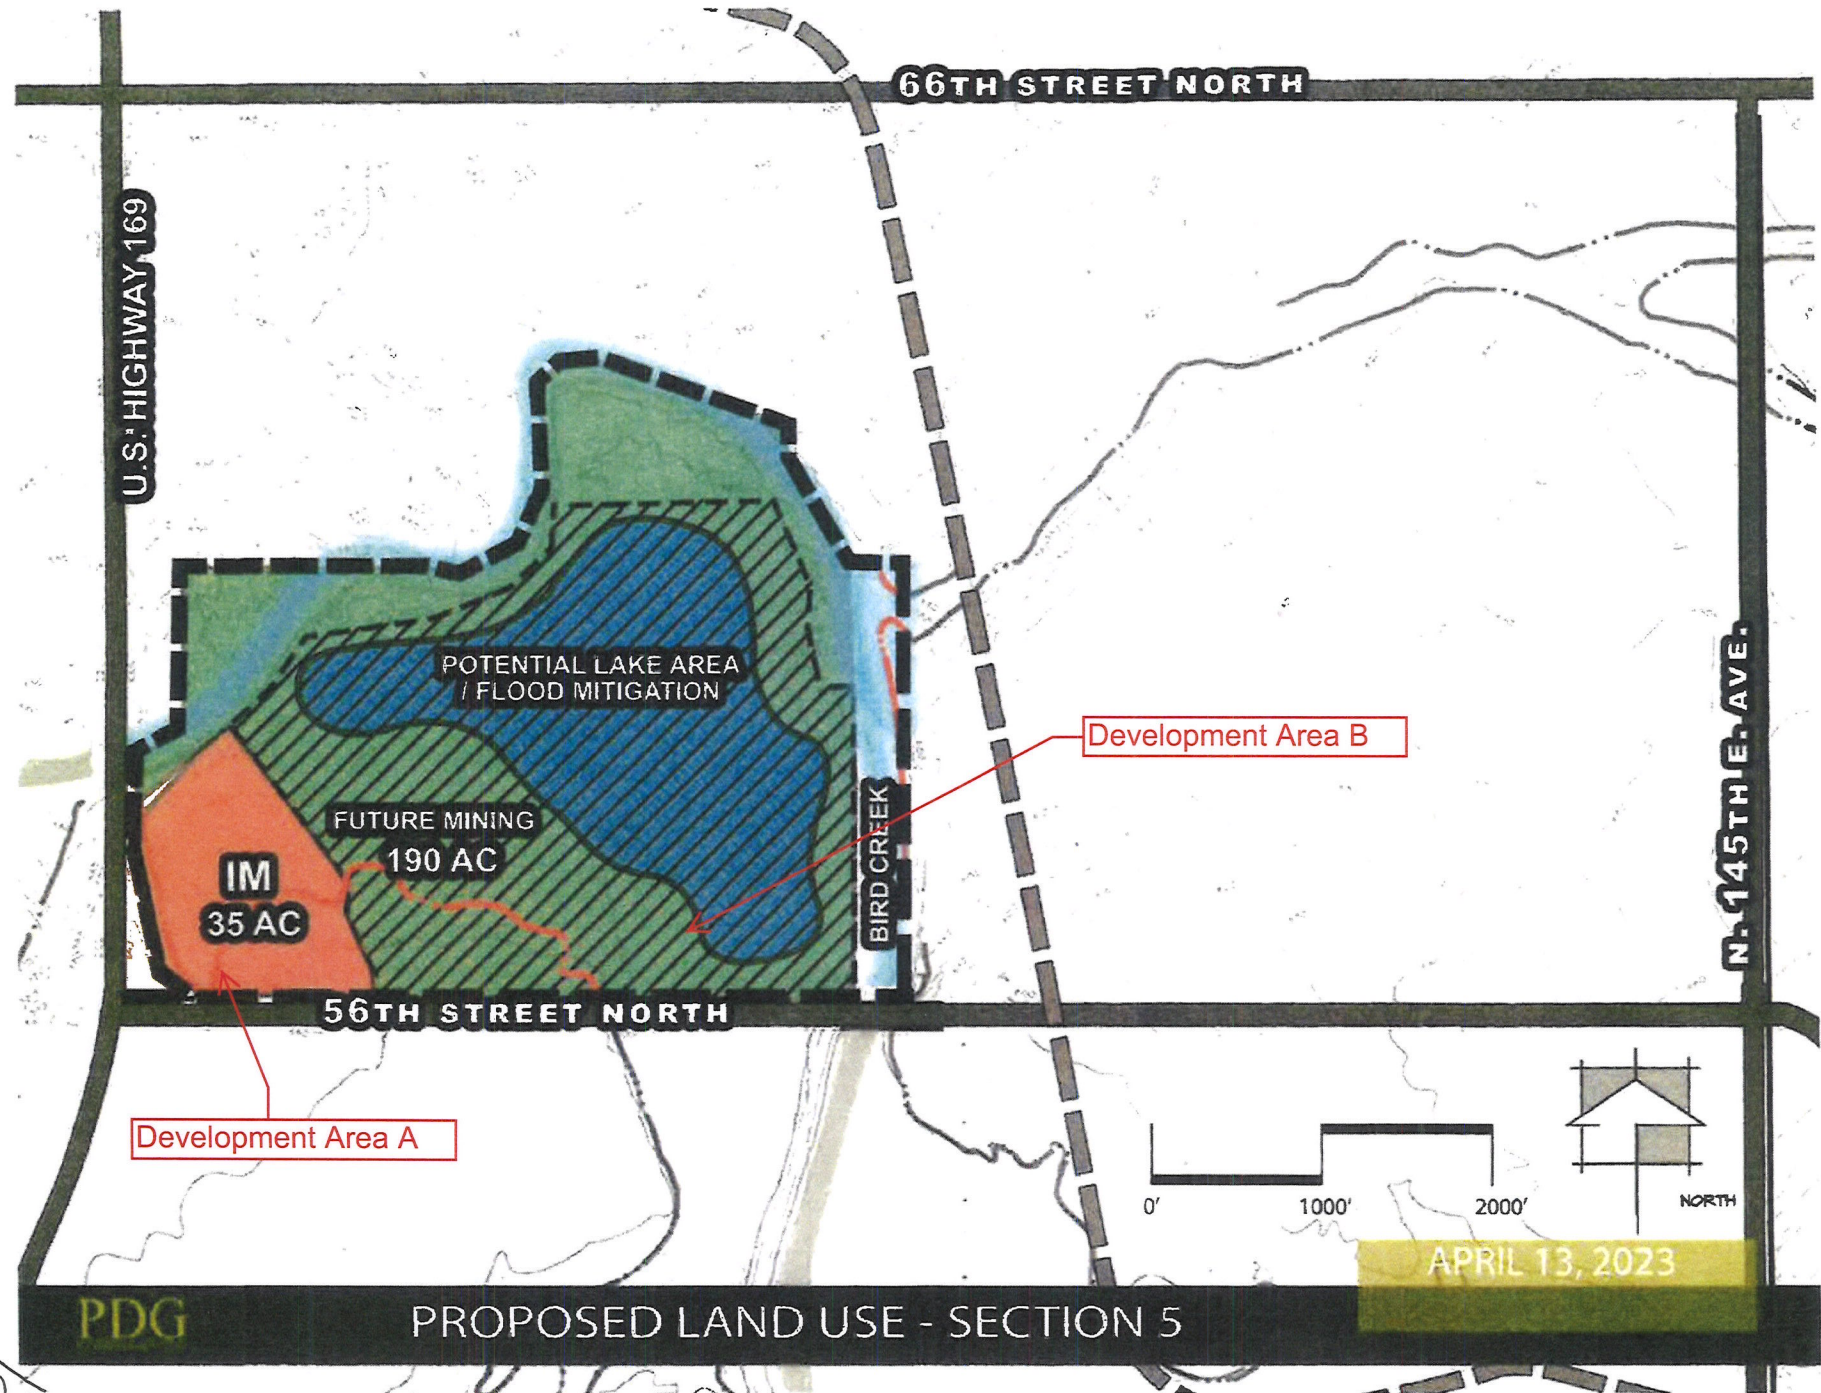 66TH STREET NORTH
U.S. HIGHWAY 169
POTENTIAL LAKE AREA
/ FLOOD MITIGATION
Development Area B
N. 145TH E. AVE.
FUTURE MINING
190 AC
BIRD CREEK
IM
35 AC
56TH STREET NORTH
Development Area A
0' 1000' 2000'
NORTH
APRIL 13, 2023
PDG
PROPOSED LAND USE - SECTION 5